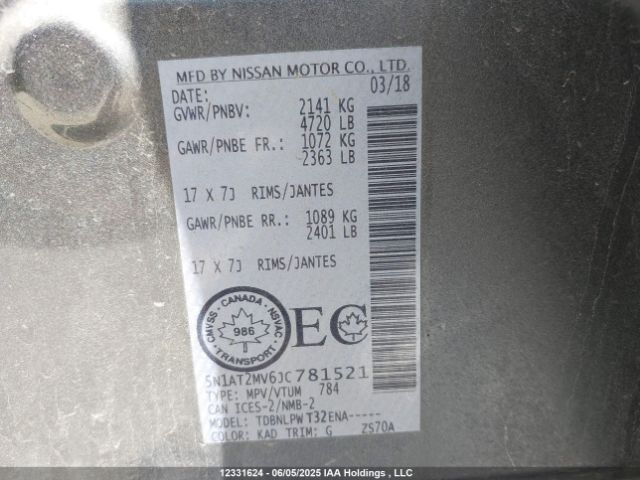 MFD BY NISSAN MOTOR CO., LTD.
DATE: 03/18
GVWR/PNBV: 2141 KG
4720 LB
GAWR/PNBE FR.: 1072 KG
2363 LB
17 X 7J RIMS/JANTES
GAWR/PNBE RR.: 1089 KG
2401 LB
17 X 7J RIMS/JANTES
CMVSS - CANADA - NSVAC
986
TRANSPORT
EC
5N1AT2MV6JC781521
TYPE: MPV/VTUM 784
CAN ICES-2/NMB-2
MODEL: TDBNLPW T32ENA-----
COLOR: KAD TRIM: G ZS70A
12331624 - 06/05/2025 IAA Holdings , LLC